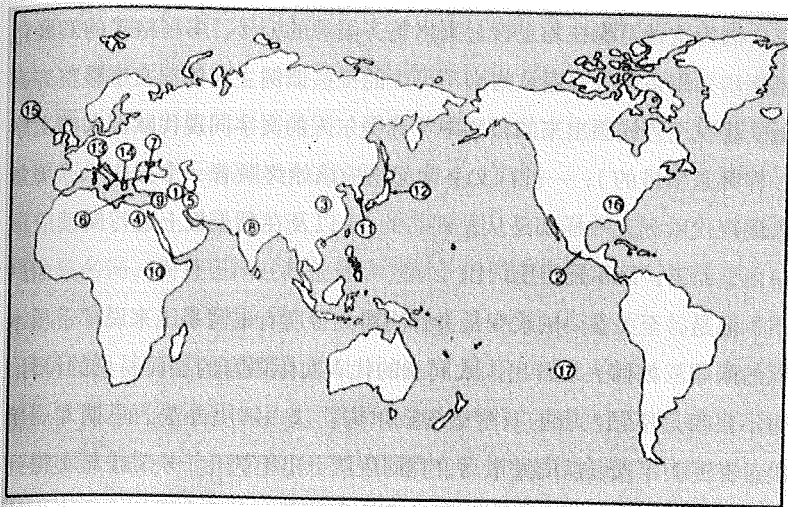 ⑮
⑬ ⑭ ⑦
① ⑫
⑨ ⑤ ③ ⑯
⑥ ④ ⑧ ⑪
⑩ ②
⑰